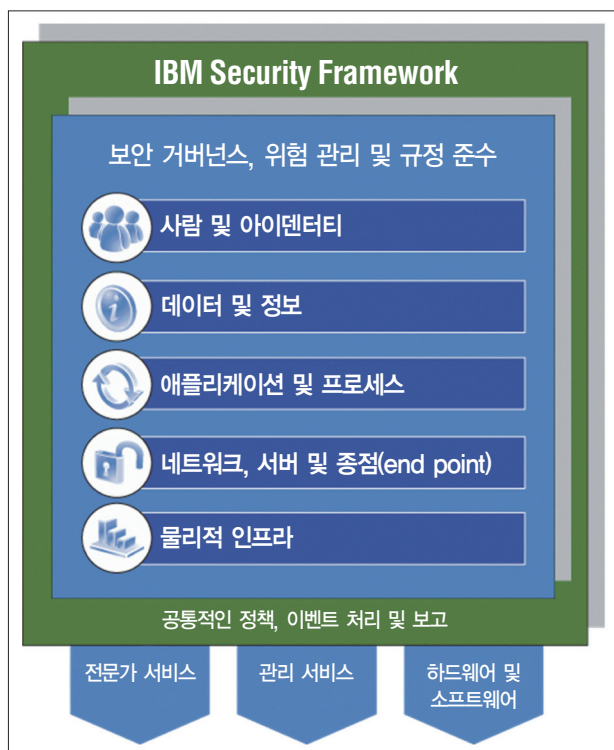 IBM Security Framework
보안 거버넌스, 위험 관리 및 규정 준수
사람 및 아이덴터티
데이터 및 정보
애플리케이션 및 프로세스
네트워크, 서버 및 종점(end point)
물리적 인프라
공통적인 정책, 이벤트 처리 및 보고
전문가 서비스
관리 서비스
하드웨어 및
소프트웨어